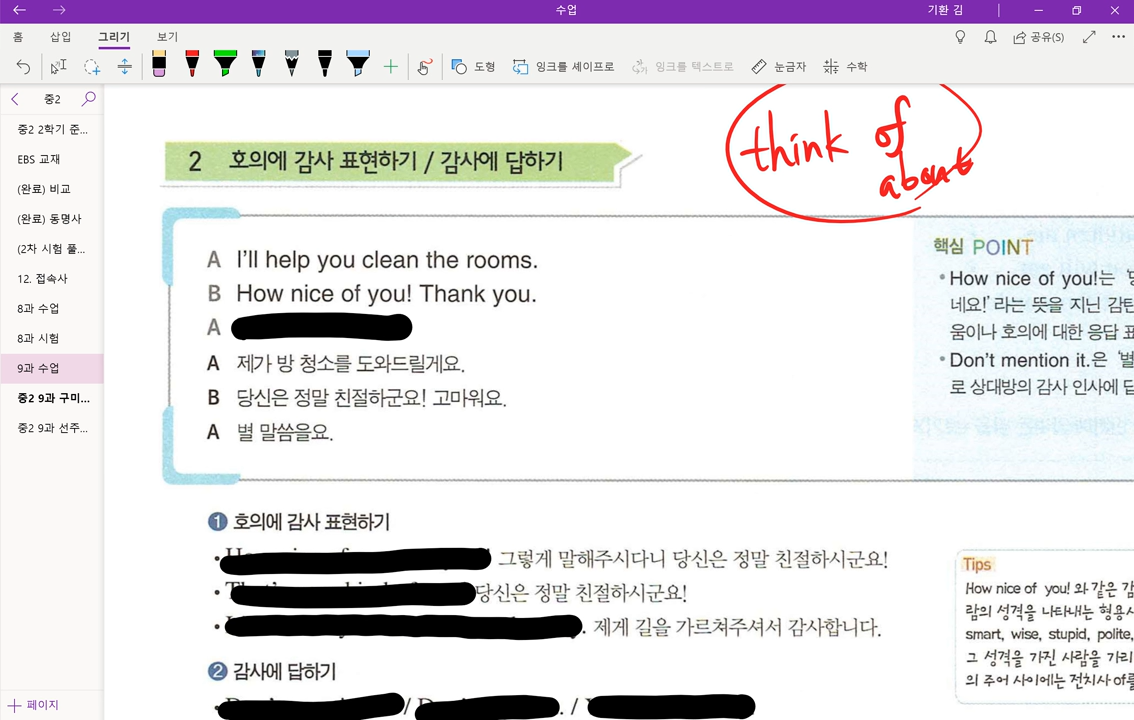 수업
기환 김
홈 삽입 그리기 보기
공유(S)
도형 잉크를 셰이프로 잉크를 텍스트로 눈금자 수학
중2
중2 2학기 준...
EBS 교재
(완료) 비교
(완료) 동명사
(2차 시험 풀...
12. 접속사
8과 수업
8과 시험
9과 수업
중2 9과 구미...
중2 9과 선주...
페이지
think of
about
2 호의에 감사 표현하기 / 감사에 답하기
A I'll help you clean the rooms.
B How nice of you! Thank you.
A
A 제가 방 청소를 도와드릴게요.
B 당신은 정말 친절하군요! 고마워요.
A 별 말씀을요.
핵심 POINT
• How nice of you!는
네요!' 라는 뜻을 지닌
움이나 호의에 대한 응답
• Don't mention it.은
로 상대방의 감사 인사에
1 호의에 감사 표현하기
• 그렇게 말해주시다니 당신은 정말 친절하시군요!
• 당신은 정말 친절하시군요!
• . 제게 길을 가르쳐주셔서 감사합니다.
2 감사에 답하기
• / . /
Tips
How nice of you! 와 같은
람의 성격을 나타내는
smart, wise, stupid, polite,
그 성격을 가진 사람을
의 주어 사이에는 전치사 of를